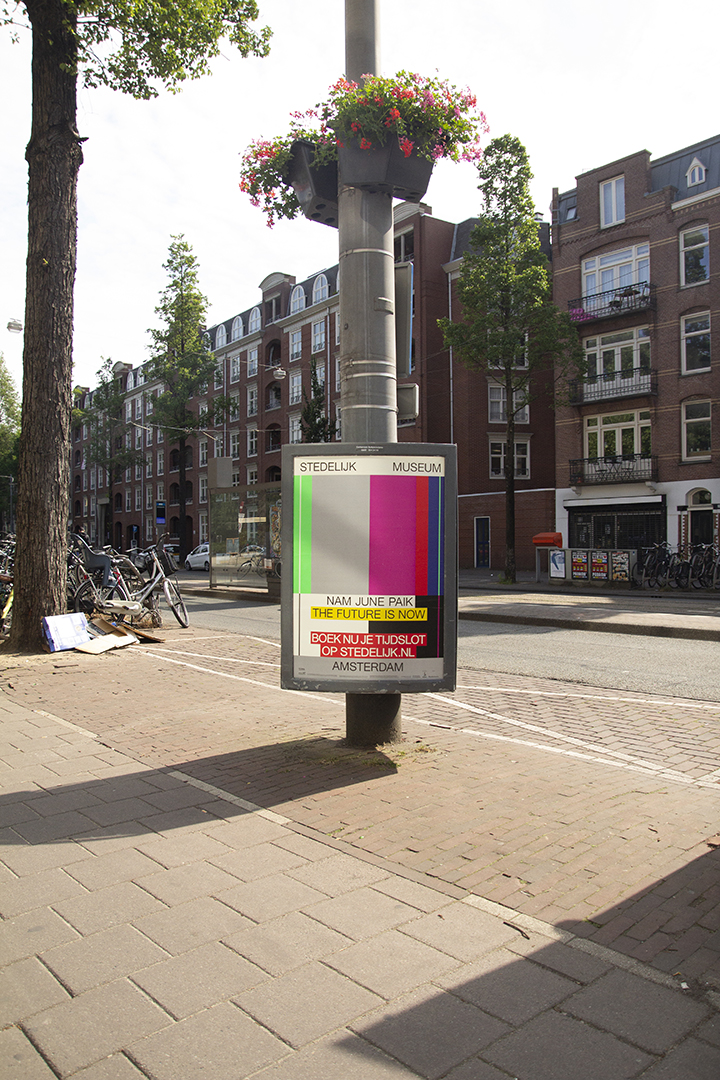 STEDELIJK MUSEUM
NAM JUNE PAIK
THE FUTURE IS NOW
BOEK NU JE TIJDSLOT
OP STEDELIJK.NL
AMSTERDAM